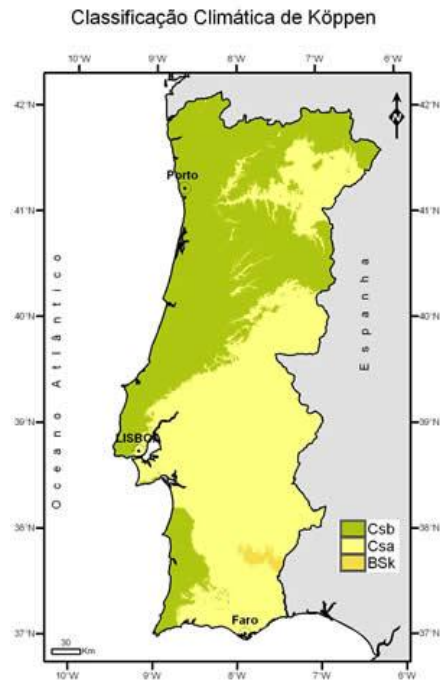 Classificação Climática de Köppen
10°W 9°W 8°W 7°W 6°W
42°N 42°N
Porto
41°N 41°N
Oceano Atlântico
Espanha
40°N 40°N
39°N 39°N
LISBOA
38°N 38°N
Csb
Csa
BSk
Faro
37°N 37°N
30
Km
10°W 9°W 8°W 7°W 6°W
N